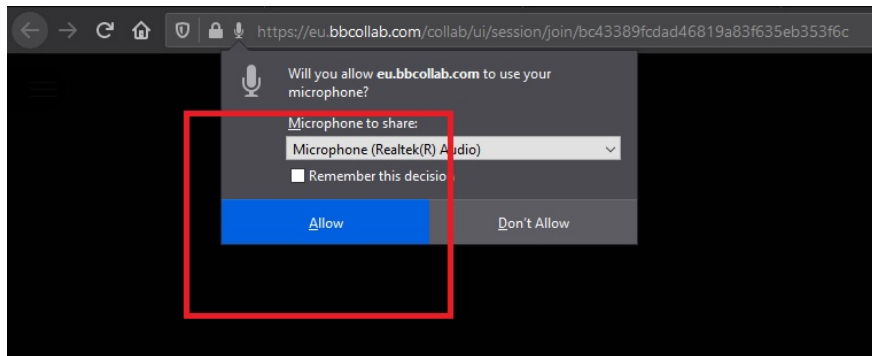 https://eu.bbcollab.com/collab/ui/session/join/bc43389fcdad46819a83f635eb353f6c
Will you allow eu.bbcollab.com to use your
microphone?
Microphone to share:
Microphone (Realtek(R) Audio)
Remember this decision
Allow
Don't Allow